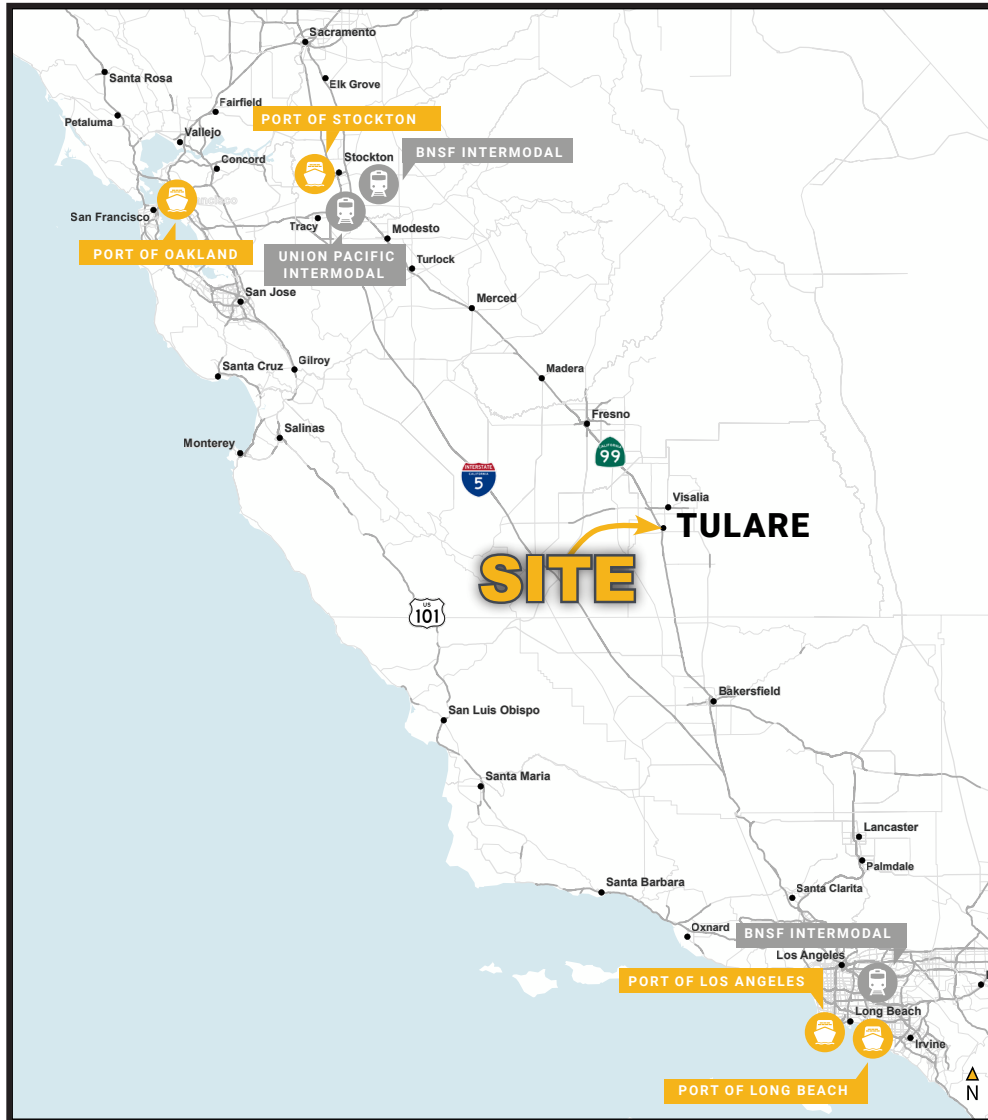 Sacramento
Santa Rosa
Elk Grove
Fairfield
Petaluma
PORT OF STOCKTON
Vallejo
BNSF INTERMODAL
Concord
Stockton
San Francisco
Tracy
Modesto
PORT OF OAKLAND
UNION PACIFIC
INTERMODAL
Turlock
San Jose
Merced
Gilroy
Santa Cruz
Madera
Fresno
Salinas
Monterey
CALIFORNIA
99
INTERSTATE
CALIFORNIA
5
Visalia
TULARE
SITE
US
101
Bakersfield
San Luis Obispo
Santa Maria
Lancaster
Palmdale
Santa Barbara
Santa Clarita
Oxnard
BNSF INTERMODAL
Los Angeles
PORT OF LOS ANGELES
Long Beach
Irvine
PORT OF LONG BEACH
N